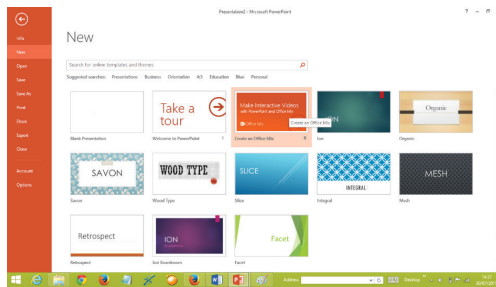 Presentation2 - Microsoft PowerPoint
?
Info
New
Open
Save
Save As
Print
Share
Export
Close
Account
Options
New
Search for online templates and themes
Suggested searches: Presentations Business Orientation 4:3 Education Blue Personal
Blank Presentation
Take a tour
Welcome to PowerPoint
Make Interactive Videos
with PowerPoint and Office Mix
Office Mix
Create an Office Mix
Create an Office Mix
ION
Ion
Organic
Organic
SAVON
Savon
WOOD TYPE
Wood Type
SLICE
Slice
INTEGRAL
Integral
MESH
Mesh
Retrospect
Retrospect
ION
Ion Boardroom
Facet
Facet
Address
Desktop